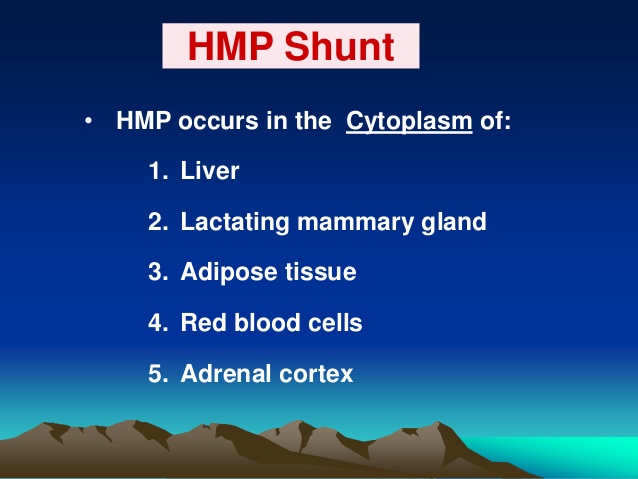 HMP Shunt
• HMP occurs in the Cytoplasm of:
1. Liver
2. Lactating mammary gland
3. Adipose tissue
4. Red blood cells
5. Adrenal cortex